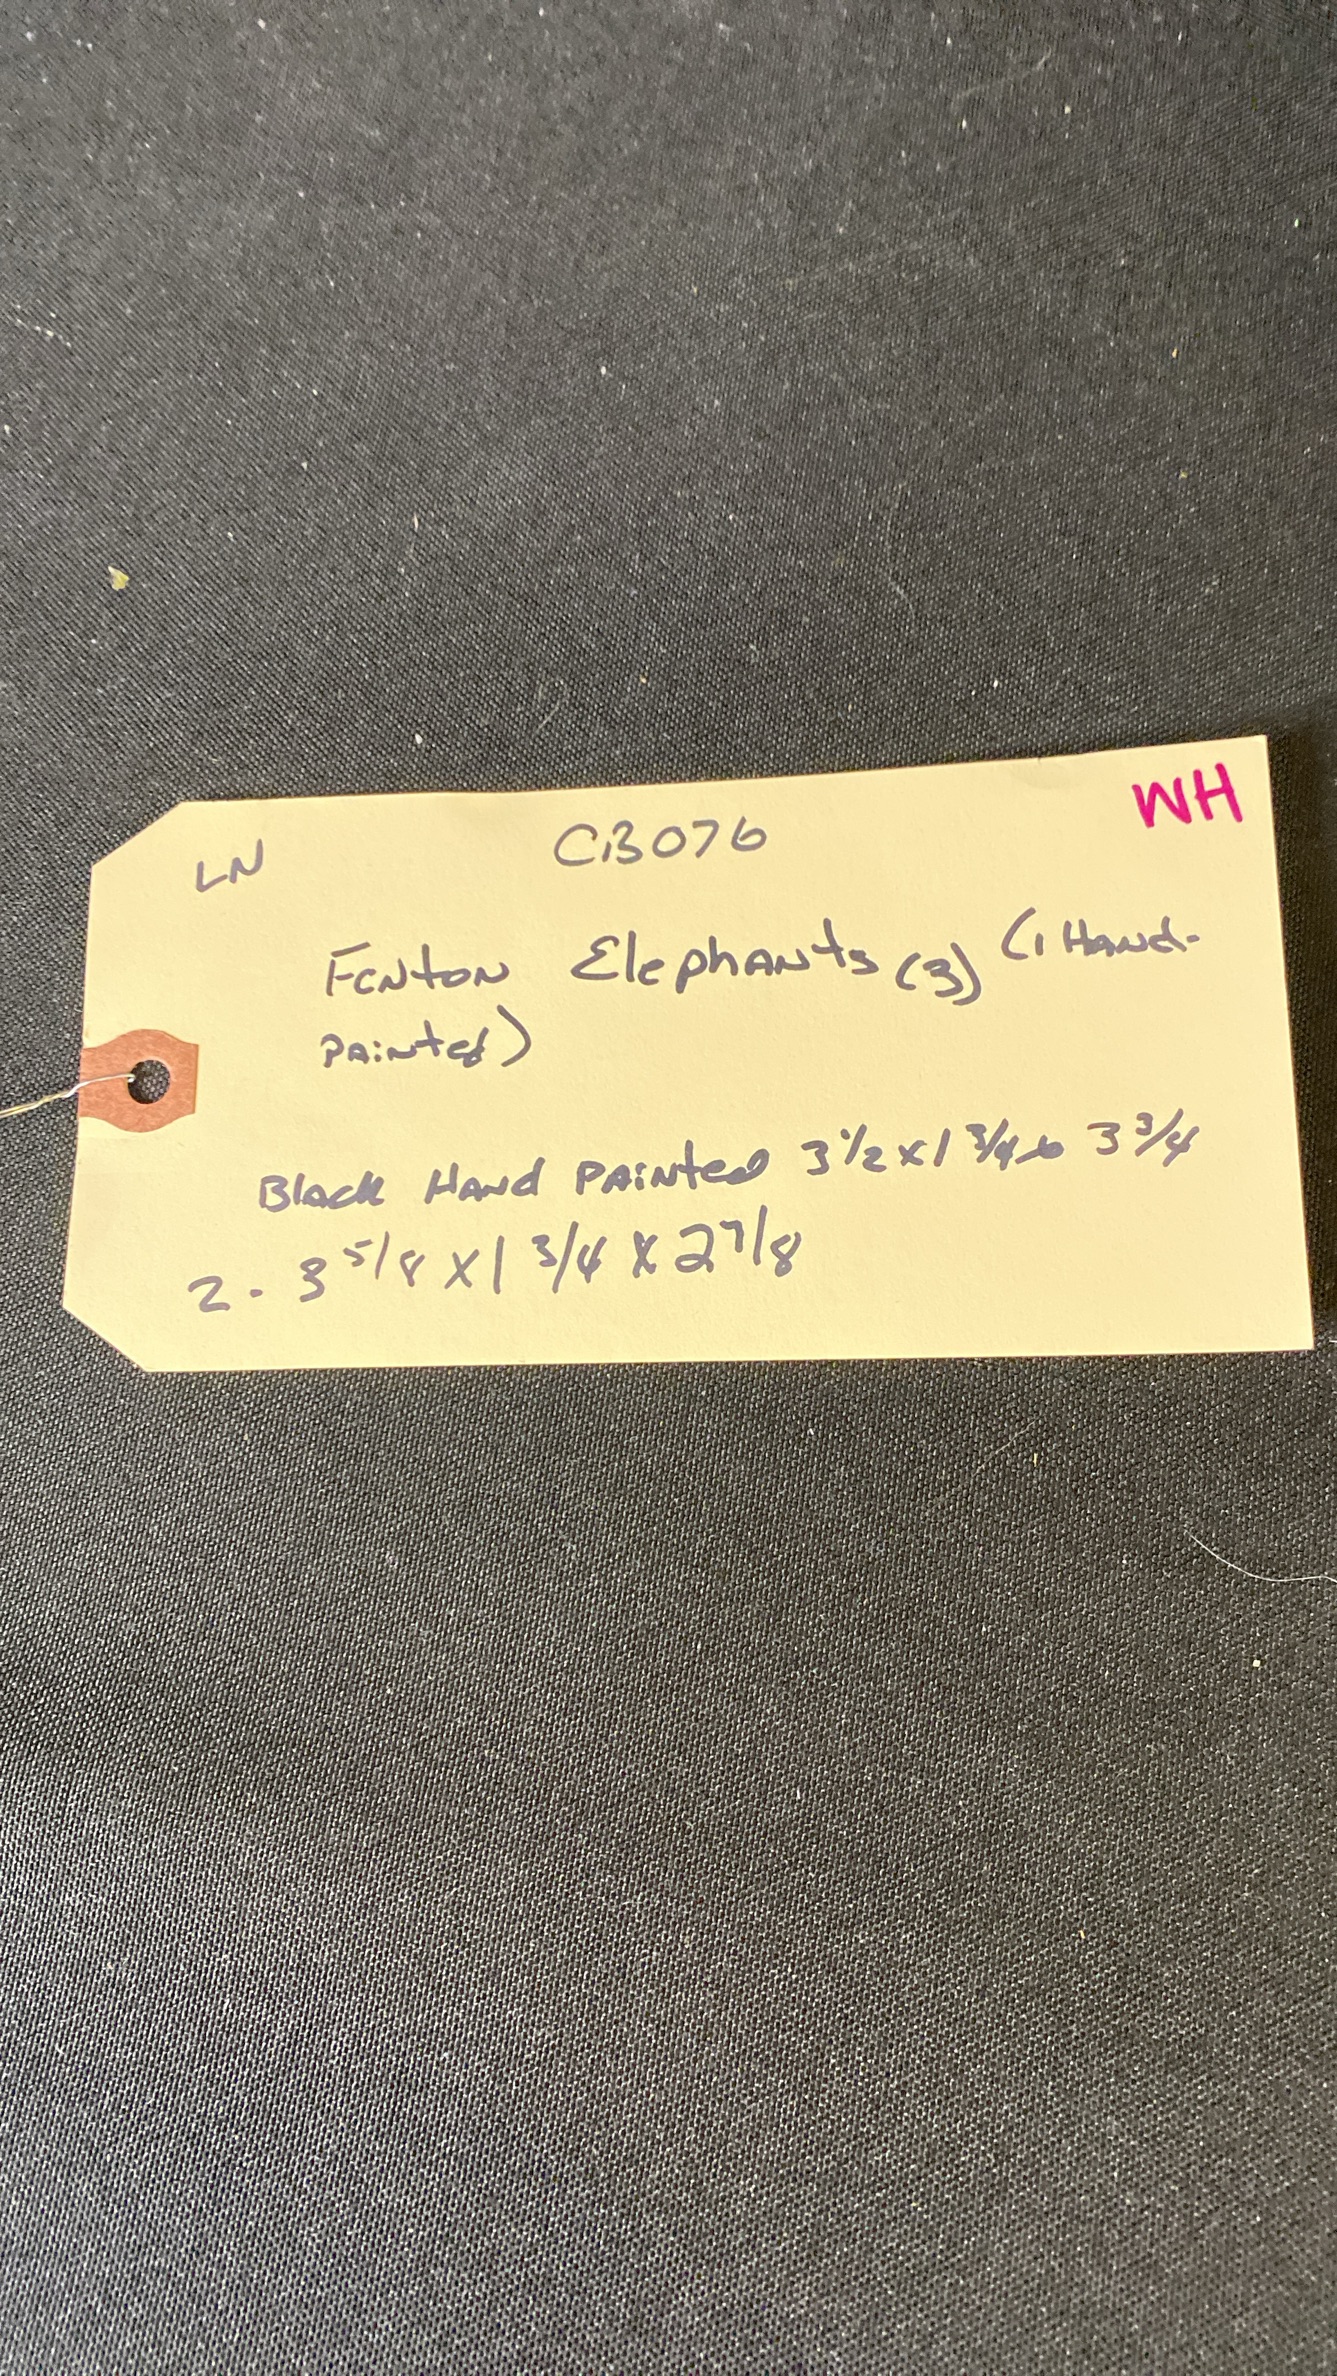 WH
LN CB076
Fenton Elephants (3) (1 Hand-
painted)
Black Hand Painted 3 1/2 x 1 3/4 x 3 3/4
2 - 3 5/8 x 1 3/4 x 2 7/8